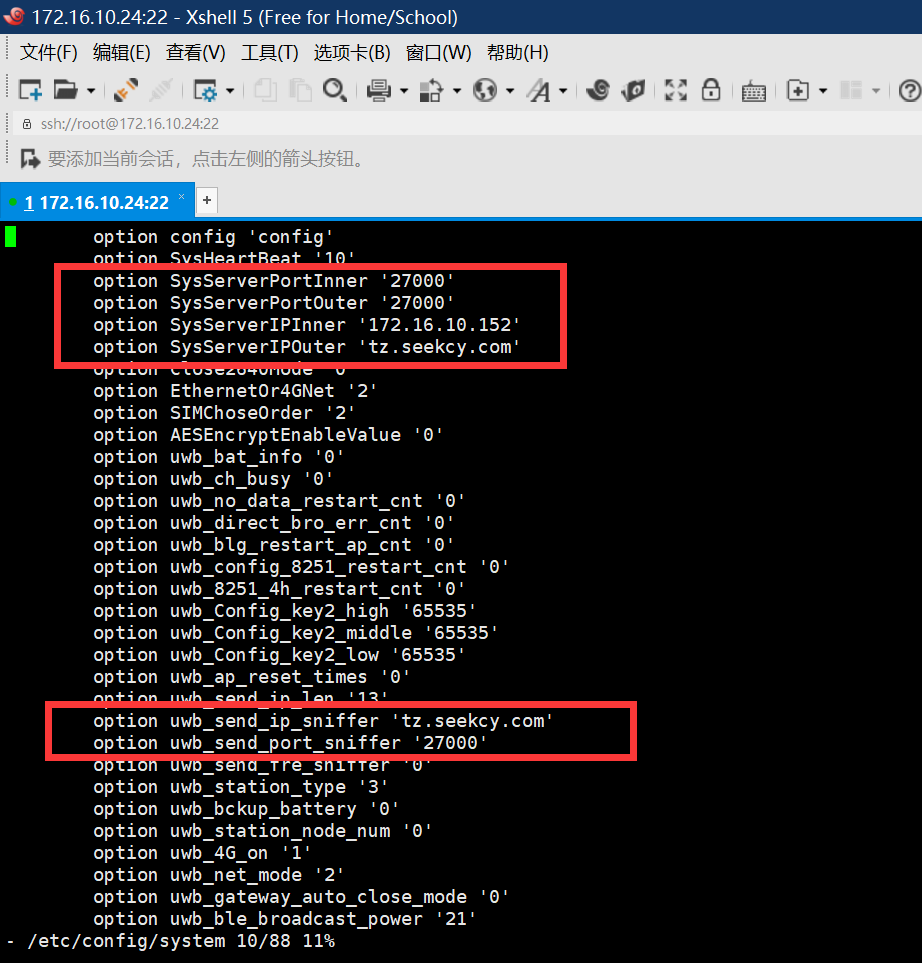 172.16.10.24:22 - Xshell 5 (Free for Home/School)
文件(F) 编辑(E) 查看(V) 工具(T) 选项卡(B) 窗口(W) 帮助(H)
ssh://root@172.16.10.24:22
要添加当前会话，点击左侧的箭头按钮。
1 172.16.10.24:22 × +
option config 'config'
option SysHeartBeat '10'
option SysServerPortInner '27000'
option SysServerPortOuter '27000'
option SysServerIPInner '172.16.10.152'
option SysServerIPOuter 'tz.seekcy.com'
option Close2640Mode '0'
option EthernetOr4GNet '2'
option SIMChoseOrder '2'
option AESEncryptEnableValue '0'
option uwb_bat_info '0'
option uwb_ch_busy '0'
option uwb_no_data_restart_cnt '0'
option uwb_direct_bro_err_cnt '0'
option uwb_blg_restart_ap_cnt '0'
option uwb_config_8251_restart_cnt '0'
option uwb_8251_4h_restart_cnt '0'
option uwb_Config_key2_high '65535'
option uwb_Config_key2_middle '65535'
option uwb_Config_key2_low '65535'
option uwb_ap_reset_times '0'
option uwb_send_ip_len '13'
option uwb_send_ip_sniffer 'tz.seekcy.com'
option uwb_send_port_sniffer '27000'
option uwb_send_fre_sniffer '0'
option uwb_station_type '3'
option uwb_bckup_battery '0'
option uwb_station_node_num '0'
option uwb_4G_on '1'
option uwb_net_mode '2'
option uwb_gateway_auto_close_mode '0'
option uwb_ble_broadcast_power '21'
- /etc/config/system 10/88 11%